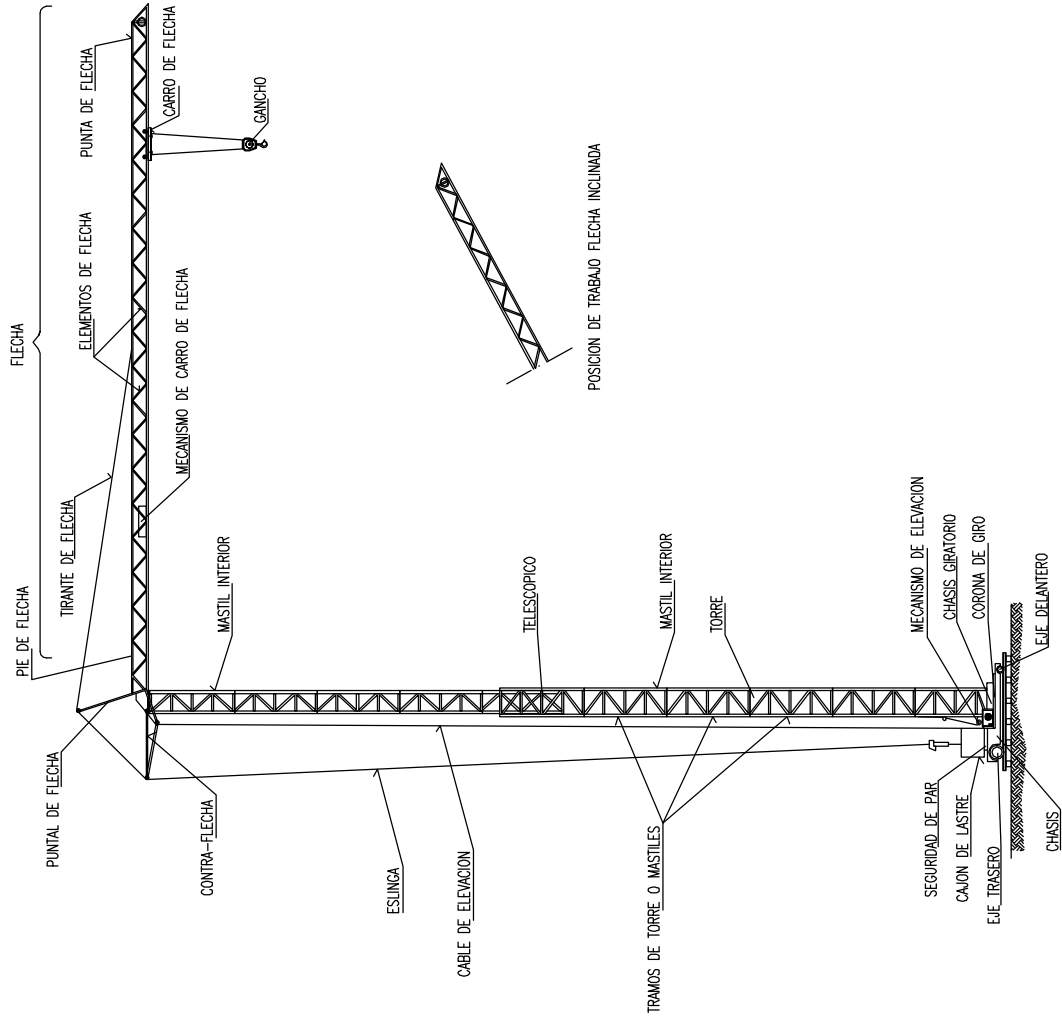 FLECHA
PIE DE FLECHA
TIRANTE DE FLECHA
ELEMENTOS DE FLECHA
PUNTA DE FLECHA
CARRO DE FLECHA
GANCHO
MECANISMO DE CARRO DE FLECHA
PUNTAL DE FLECHA
CONTRA-FLECHA
MASTIL INTERIOR
POSICION DE TRABAJO FLECHA INCLINADA
ESLINGA
CABLE DE ELEVACION
TELESCOPICO
MASTIL INTERIOR
TORRE
TRAMOS DE TORRE O MASTILES
MECANISMO DE ELEVACION
CHASIS GIRATORIO
CORONA DE GIRO
EJE DELANTERO
SEGURIDAD DE PAR
CAJON DE LASTRE
EJE TRASERO
CHASIS